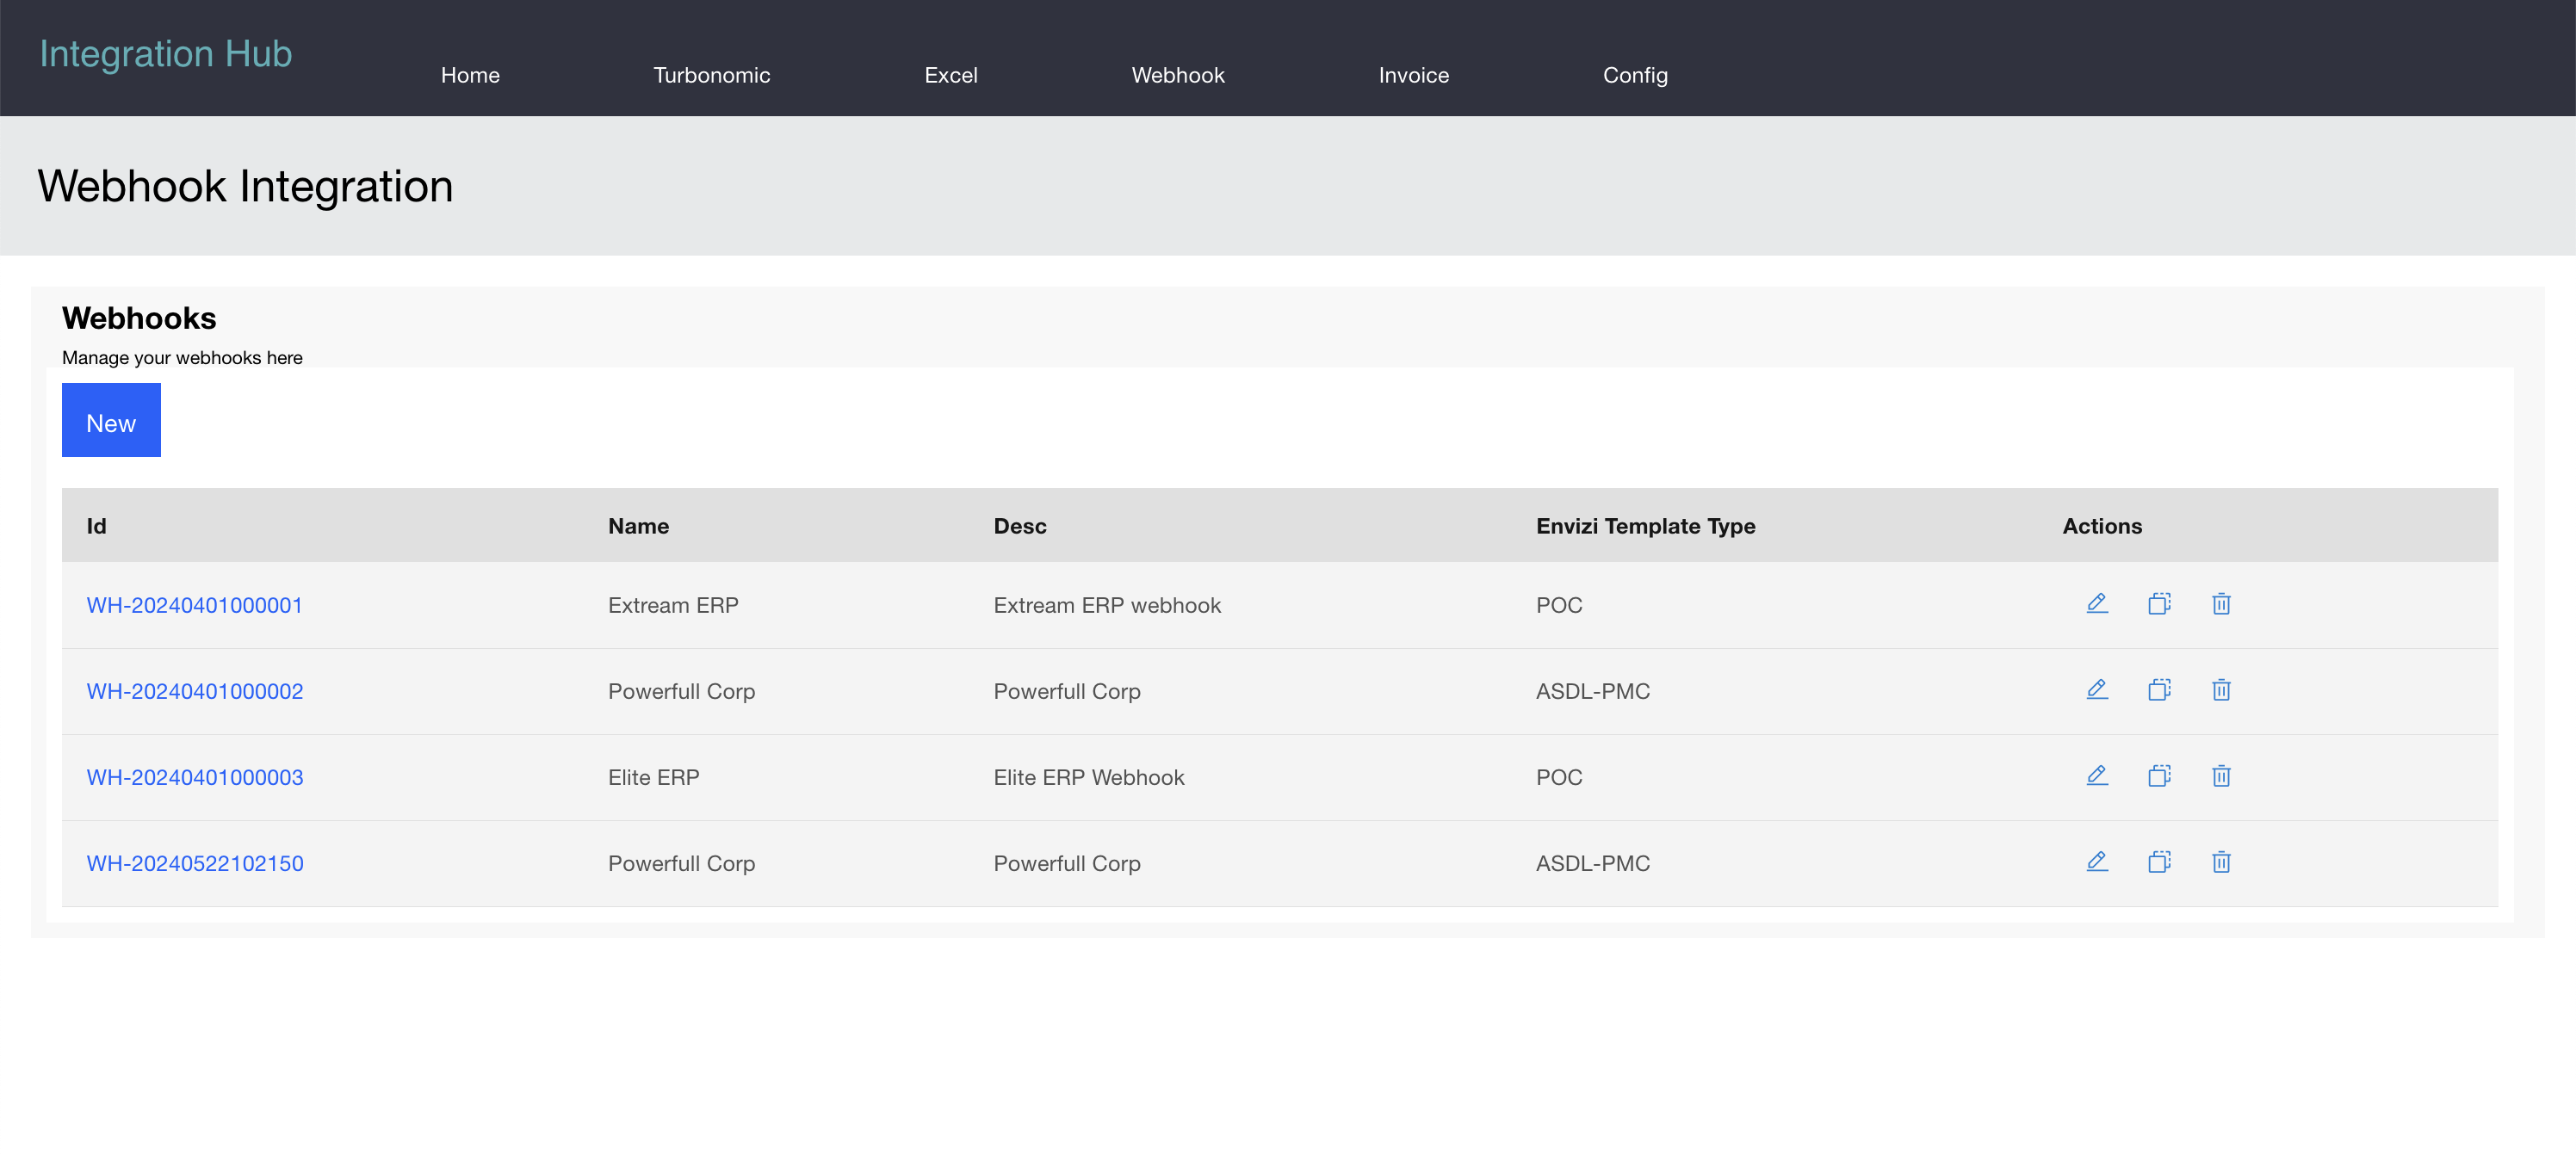 Integration Hub Home Turbonomic Excel Webhook Invoice Config
Webhook Integration
Webhooks
Manage your webhooks here
New
Id Name Desc Envizi Template Type Actions
WH-20240401000001 Extream ERP Extream ERP webhook POC
WH-20240401000002 Powerfull Corp Powerfull Corp ASDL-PMC
WH-20240401000003 Elite ERP Elite ERP Webhook POC
WH-20240522102150 Powerfull Corp Powerfull Corp ASDL-PMC